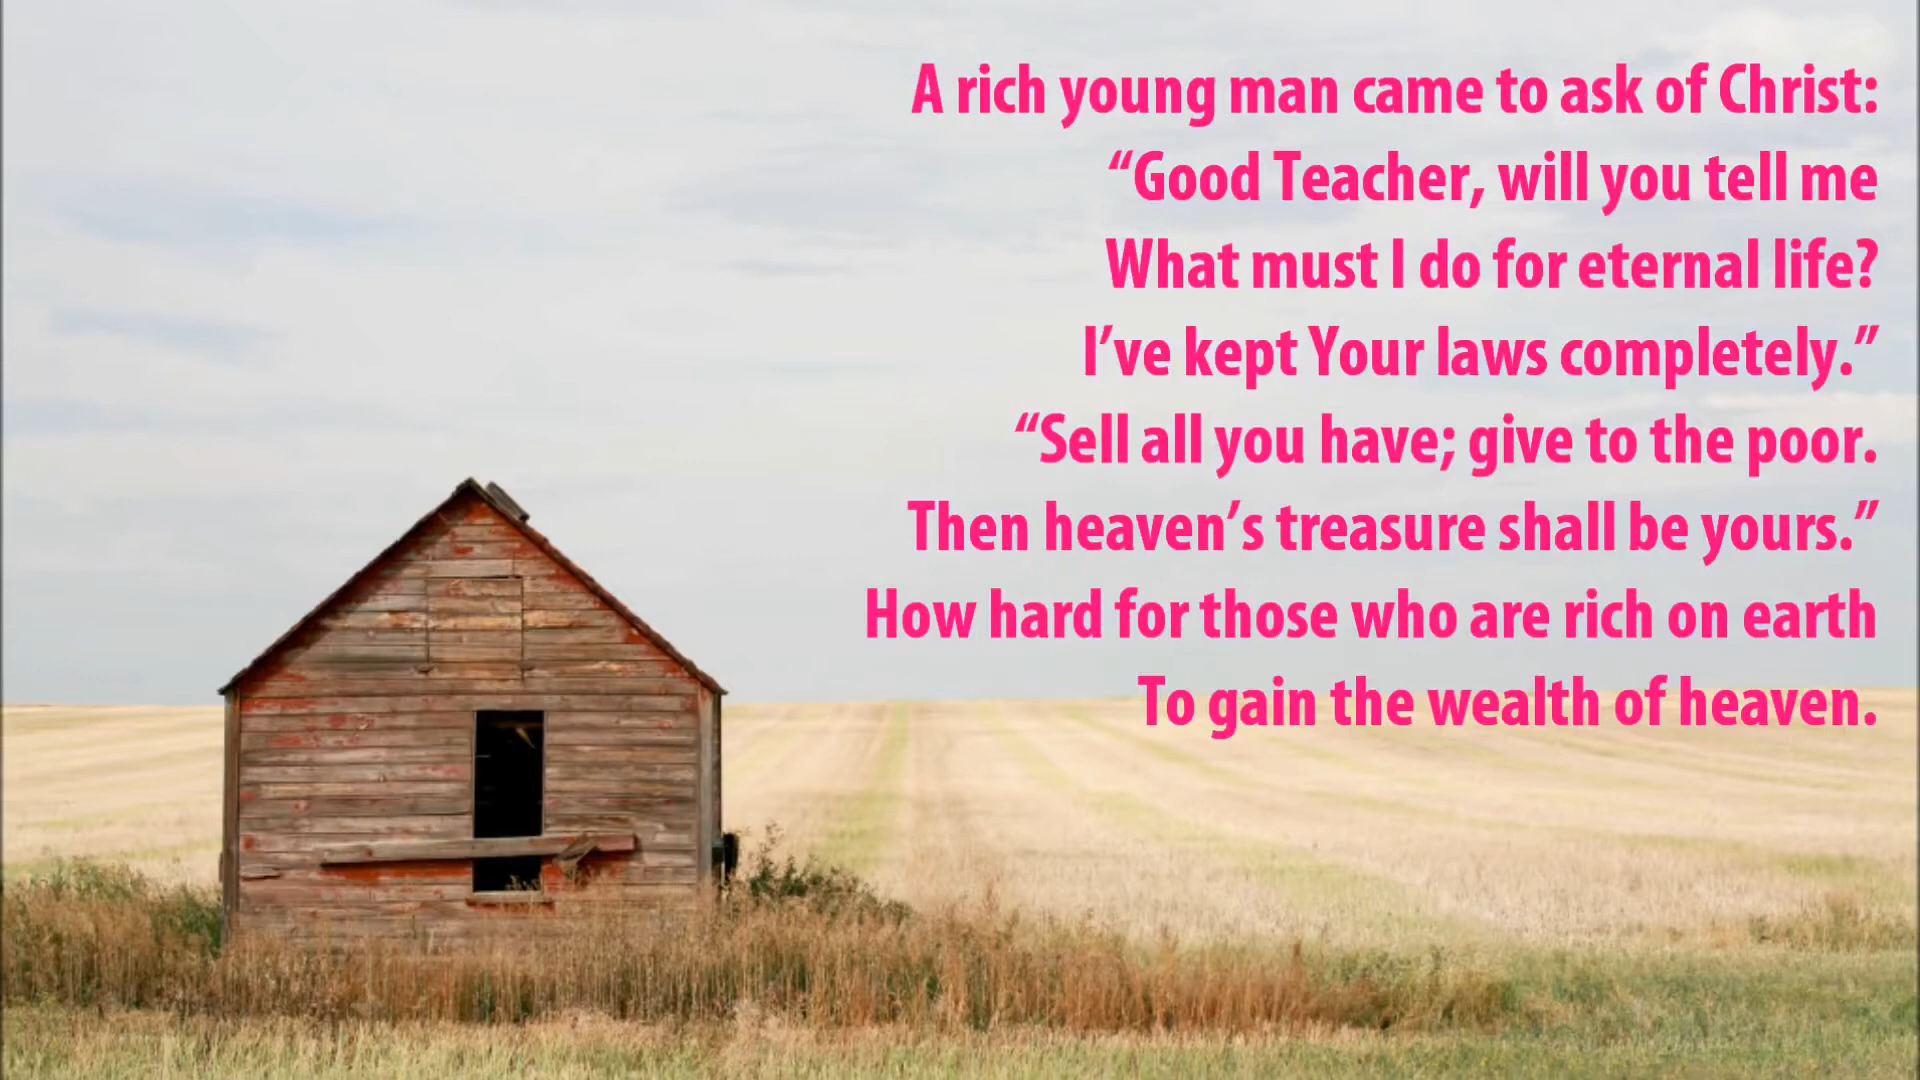 A rich young man came to ask of Christ:
“Good Teacher, will you tell me
What must I do for eternal life?
I’ve kept Your laws completely.”
“Sell all you have; give to the poor.
Then heaven’s treasure shall be yours.”
How hard for those who are rich on earth
To gain the wealth of heaven.